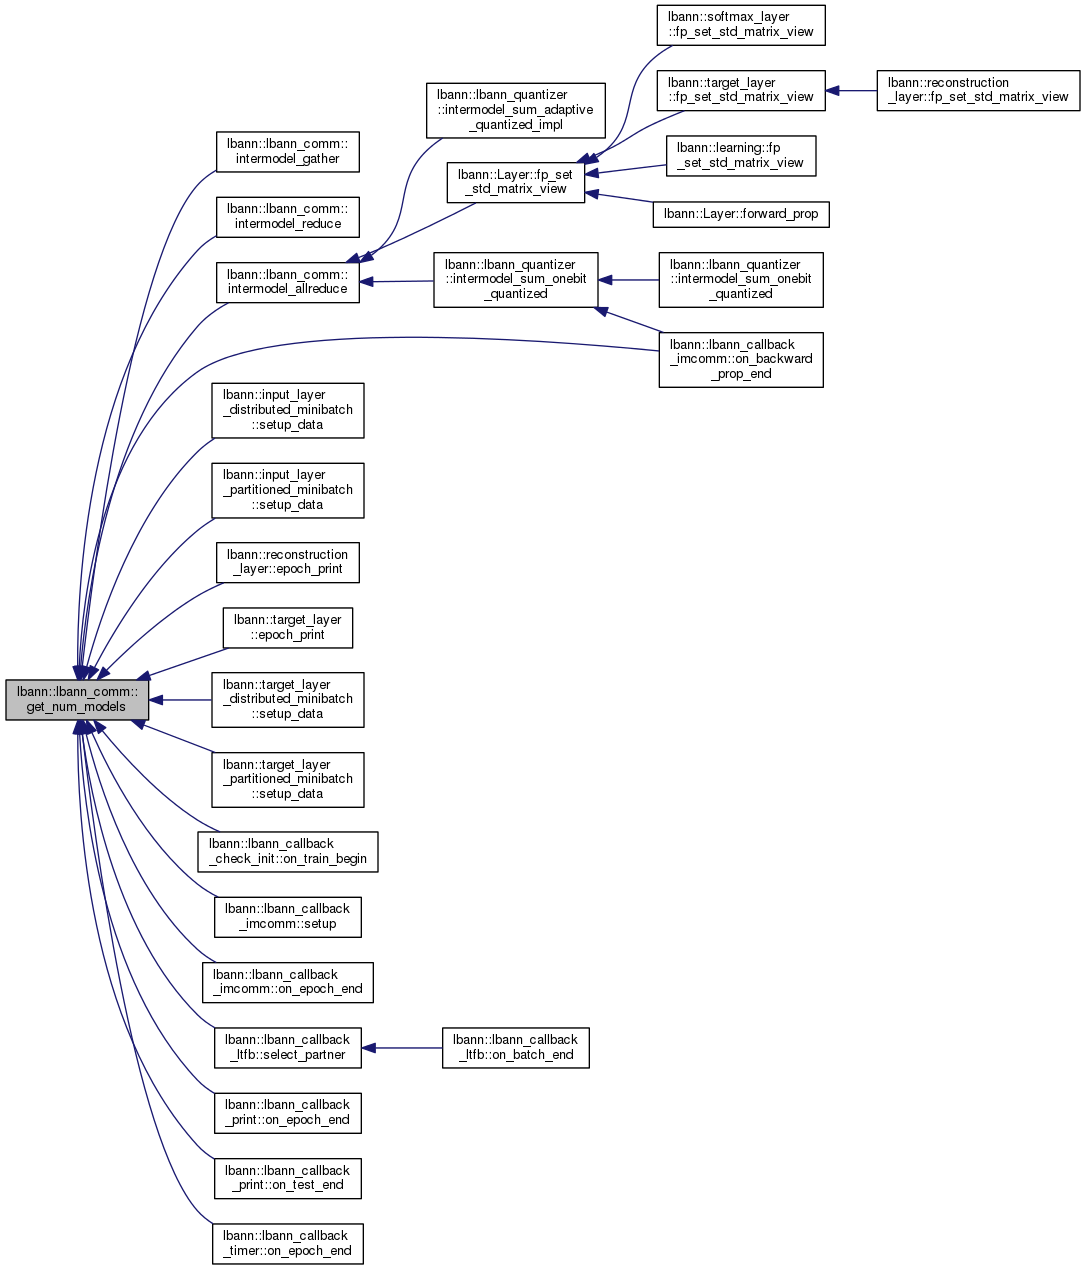 lbann::softmax_layer
::fp_set_std_matrix_view
lbann::target_layer
::fp_set_std_matrix_view
lbann::reconstruction
_layer::fp_set_std_matrix_view
lbann::lbann_quantizer
::intermodel_sum_adaptive
_quantized_impl
lbann::lbann_comm::
intermodel_gather
lbann::learning::fp
_set_std_matrix_view
lbann::Layer::fp_set
_std_matrix_view
lbann::Layer::forward_prop
lbann::lbann_comm::
intermodel_reduce
lbann::lbann_comm::
intermodel_allreduce
lbann::lbann_quantizer
::intermodel_sum_onebit
_quantized
lbann::lbann_quantizer
::intermodel_sum_onebit
_quantized
lbann::lbann_callback
_imcomm::on_backward
_prop_end
lbann::input_layer
_distributed_minibatch
::setup_data
lbann::input_layer
_partitioned_minibatch
::setup_data
lbann::reconstruction
_layer::epoch_print
lbann::target_layer
::epoch_print
lbann::lbann_comm::
get_num_models
lbann::target_layer
_distributed_minibatch
::setup_data
lbann::target_layer
_partitioned_minibatch
::setup_data
lbann::lbann_callback
_check_init::on_train_begin
lbann::lbann_callback
_imcomm::setup
lbann::lbann_callback
_imcomm::on_epoch_end
lbann::lbann_callback
_ltfb::select_partner
lbann::lbann_callback
_ltfb::on_batch_end
lbann::lbann_callback
_print::on_epoch_end
lbann::lbann_callback
_print::on_test_end
lbann::lbann_callback
_timer::on_epoch_end